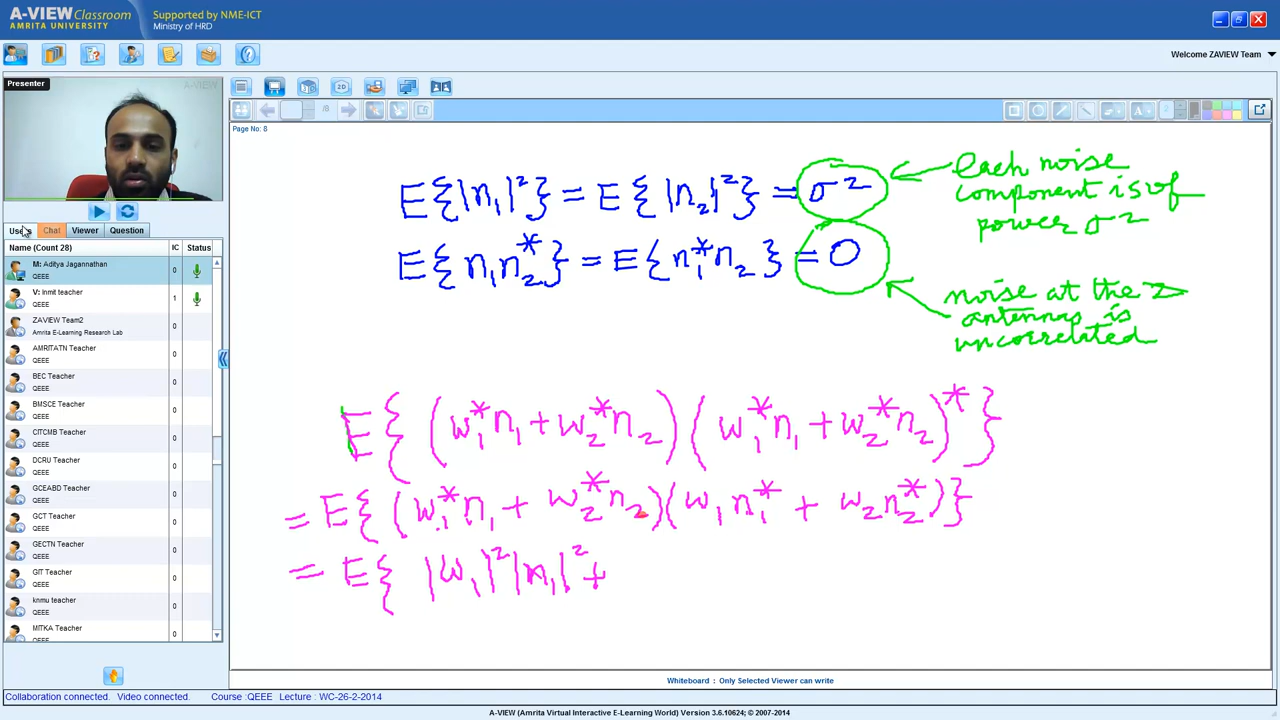 A-VIEW Classroom
AMRITA UNIVERSITY
Supported by NME-ICT
Ministry of HRD
Welcome ZAVIEW Team
Presenter
A-VIEW
/8
2
Page No: 8
E{|n₁|²} = E{|n₂|²} = σ²
Each noise
component is of
power σ²
E{n₁n₂*} = E{n₁*n₂} = 0
noise at the 2
antennas is
uncorrelated
E{(w₁*n₁+w₂*n₂)(w₁*n₁+w₂*n₂)*}
= E{(w₁*n₁ + w₂*n₂)(w₁n₁* + w₂n₂*)}
= E{ |w₁|²|n₁|²+
Chat
Viewer
Question
Name (Count 28)
IC
Status
M: Aditya Jagannathan
QEEE
0
V: Inmt teacher
QEEE
1
ZAVIEW Team2
Amrita E-Learning Research Lab
0
AMRITATN Teacher
QEEE
0
BEC Teacher
QEEE
0
BMSCE Teacher
QEEE
0
CITCMB Teacher
QEEE
0
DCRU Teacher
QEEE
0
GCEABD Teacher
QEEE
0
GCT Teacher
QEEE
0
GECTN Teacher
QEEE
0
GIT Teacher
QEEE
0
knmu teacher
QEEE
0
MITKA Teacher
QEEE
0
Whiteboard : Only Selected Viewer can write
Collaboration connected. Video connected. Course :QEEE Lecture : WC-26-2-2014
A-VIEW (Amrita Virtual Interactive E-Learning World) Version 3.6.10624; © 2007-2014